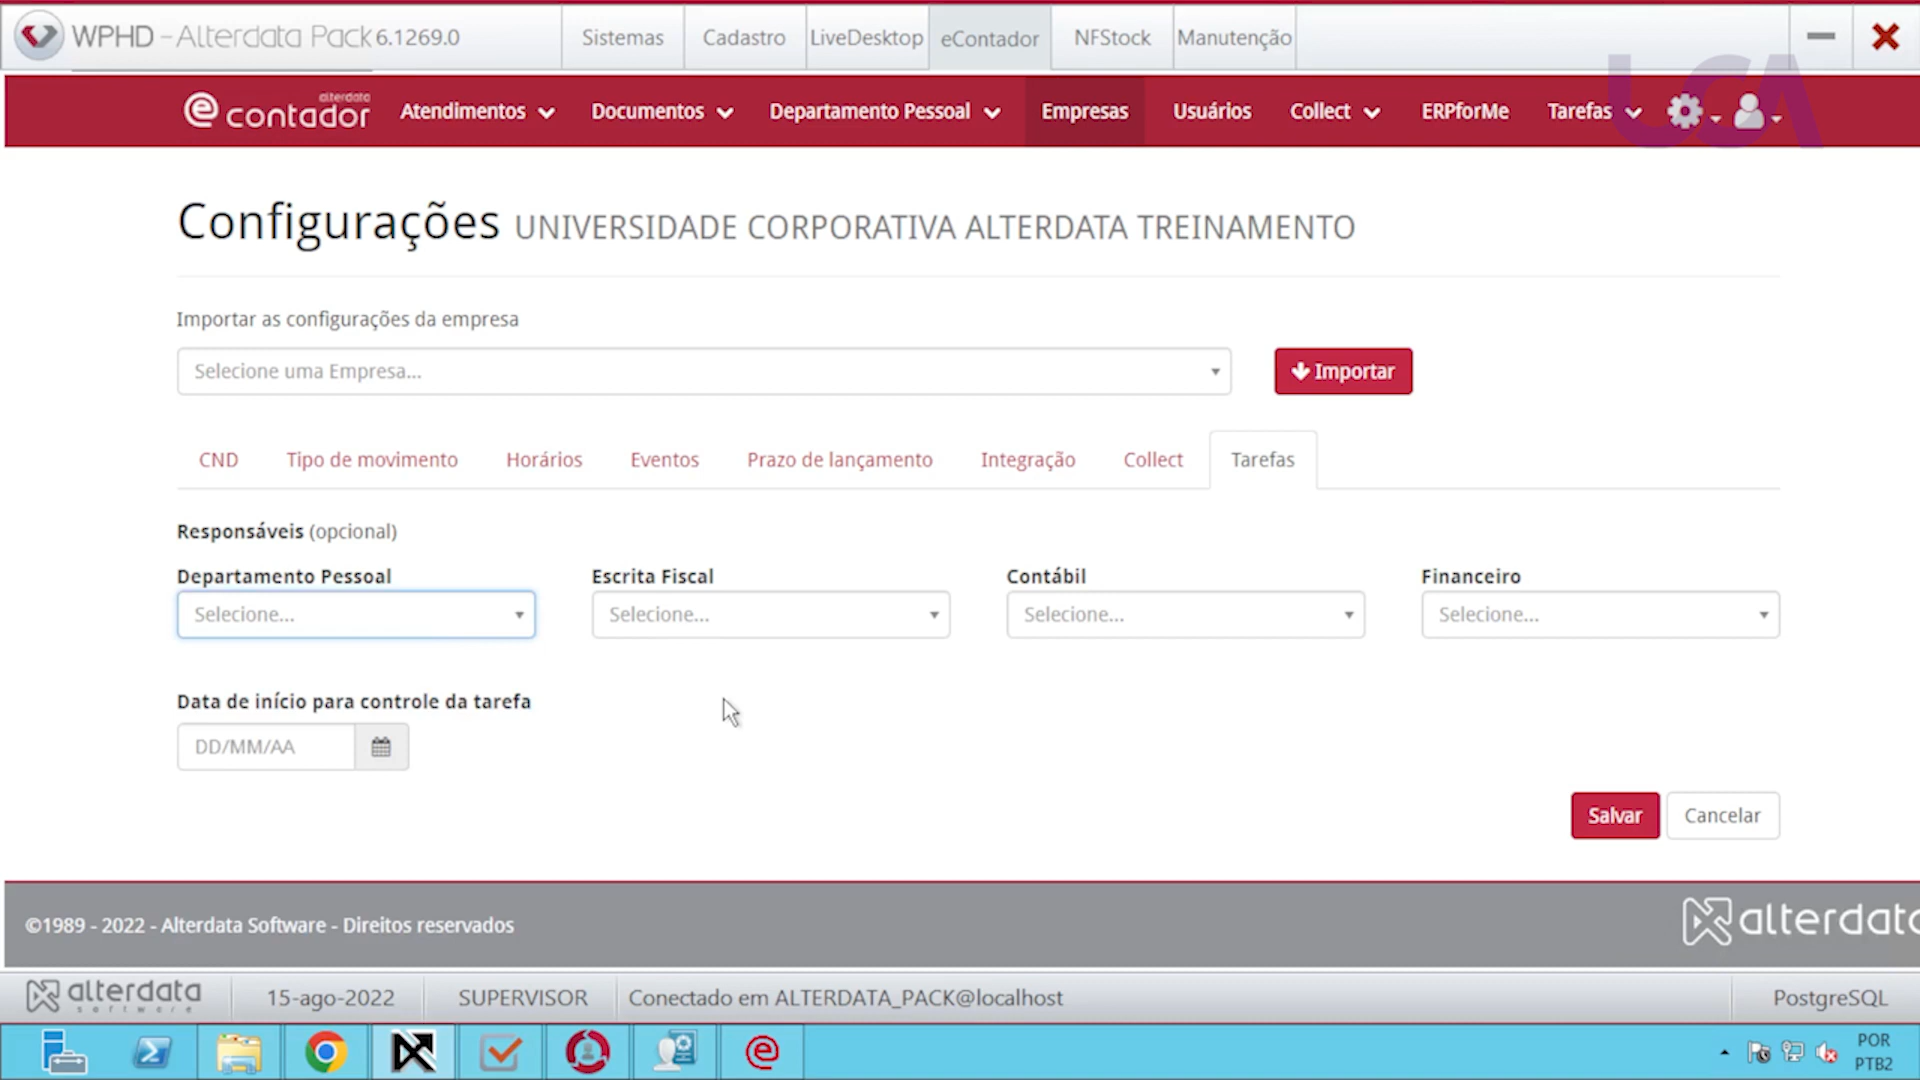 WPHD - Alterdata Pack 6.1269.0
Sistemas
Cadastro
LiveDesktop
eContador
NFStock
Manutenção
UCA
e contador alterdata
Atendimentos
Documentos
Departamento Pessoal
Empresas
Usuários
Collect
ERPforMe
Tarefas
Configurações UNIVERSIDADE CORPORATIVA ALTERDATA TREINAMENTO
Importar as configurações da empresa
Selecione uma Empresa...
Importar
CND
Tipo de movimento
Horários
Eventos
Prazo de lançamento
Integração
Collect
Tarefas
Responsáveis (opcional)
Departamento Pessoal
Escrita Fiscal
Contábil
Financeiro
Selecione...
Selecione...
Selecione...
Selecione...
Data de início para controle da tarefa
DD/MM/AA
Salvar
Cancelar
©1989 - 2022 - Alterdata Software - Direitos reservados
alterdata
alterdata
software
15-ago-2022
SUPERVISOR
Conectado em ALTERDATA_PACK@localhost
PostgreSQL
POR
PTB2